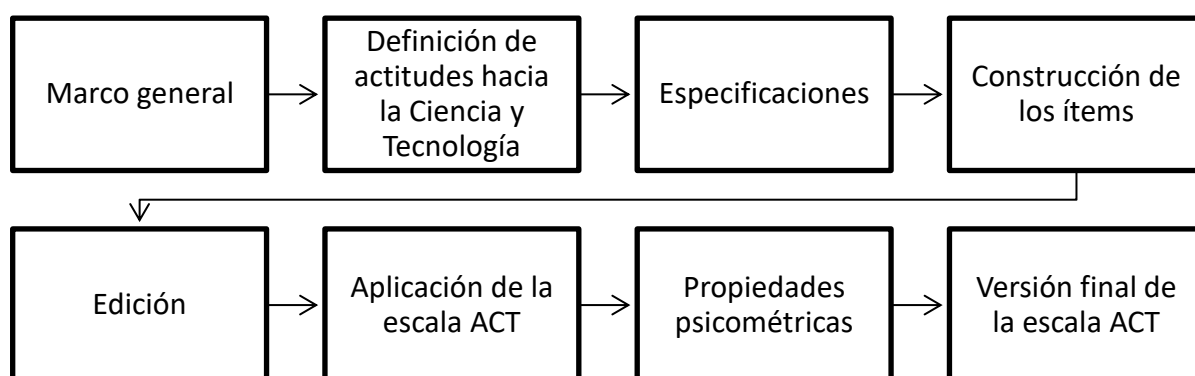 Marco general
Definición de
actitudes hacia
la Ciencia y
Tecnología
Especificaciones
Construcción de
los ítems
Edición
Aplicación de la
escala ACT
Propiedades
psicométricas
Versión final de
la escala ACT